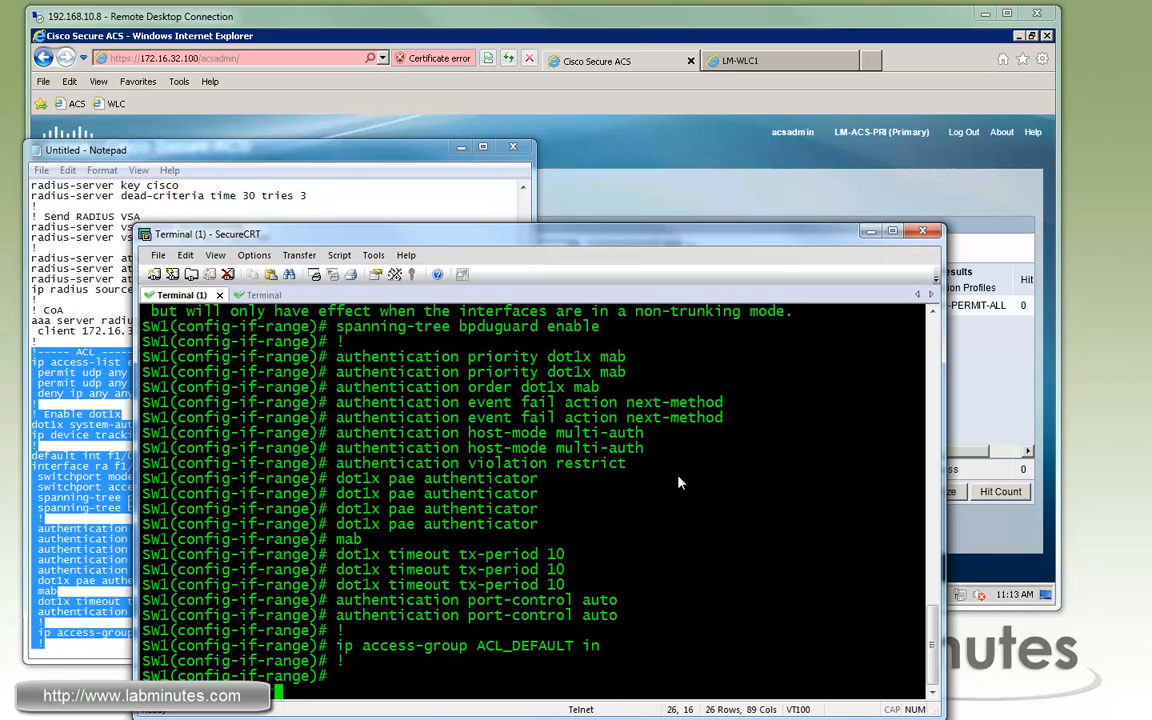 192.168.10.8 - Remote Desktop Connection
Cisco Secure ACS - Windows Internet Explorer
https://172.16.32.100/acsadmin/
Certificate error
Cisco Secure ACS
LM-WLC1
File Edit View Favorites Tools Help
ACS WLC
acsadmin LM-ACS-PRI (Primary) Log Out About Help
Untitled - Notepad
File Edit Format View Help
radius-server key cisco
radius-server dead-criteria time 30 tries 3
!
! Send RADIUS VSA
radius-server vs
radius-server vs
!
radius-server at
radius-server at
radius-server at
ip radius source
!
! CoA
aaa server radiu
client 172.16.3
!----- ACL -----
ip access-list e
permit udp any
permit udp any
deny ip any any
!
! Enable dot1x
dot1x system-aut
ip device tracki
!
default int f1/0
interface ra f1/
switchport mode
spanning-tree p
spanning-tree b
!
authentication
authentication
authentication
authentication
authentication
dot1x pae authe
mab
dot1x timeout t
authentication
!
ip access-group
!
Terminal (1) - SecureCRT
File Edit View Options Transfer Script Tools Help
Terminal (1)
Terminal
but will only have effect when the interfaces are in a non-trunking mode.
SW1(config-if-range)# spanning-tree bpduguard enable
SW1(config-if-range)# !
SW1(config-if-range)# authentication priority dot1x mab
SW1(config-if-range)# authentication priority dot1x mab
SW1(config-if-range)# authentication order dot1x mab
SW1(config-if-range)# authentication event fail action next-method
SW1(config-if-range)# authentication event fail action next-method
SW1(config-if-range)# authentication host-mode multi-auth
SW1(config-if-range)# authentication host-mode multi-auth
SW1(config-if-range)# authentication violation restrict
SW1(config-if-range)# dot1x pae authenticator
SW1(config-if-range)# dot1x pae authenticator
SW1(config-if-range)# dot1x pae authenticator
SW1(config-if-range)# dot1x pae authenticator
SW1(config-if-range)# mab
SW1(config-if-range)# dot1x timeout tx-period 10
SW1(config-if-range)# dot1x timeout tx-period 10
SW1(config-if-range)# dot1x timeout tx-period 10
SW1(config-if-range)# authentication port-control auto
SW1(config-if-range)# authentication port-control auto
SW1(config-if-range)# !
SW1(config-if-range)# ip access-group ACL_DEFAULT in
SW1(config-if-range)# !
SW1(config-if-range)#
Telnet 26, 16 26 Rows, 89 Cols VT100 CAP NUM
Hit
-PERMIT-ALL 0
0
Hit Count
11:13 AM
http://www.labminutes.com